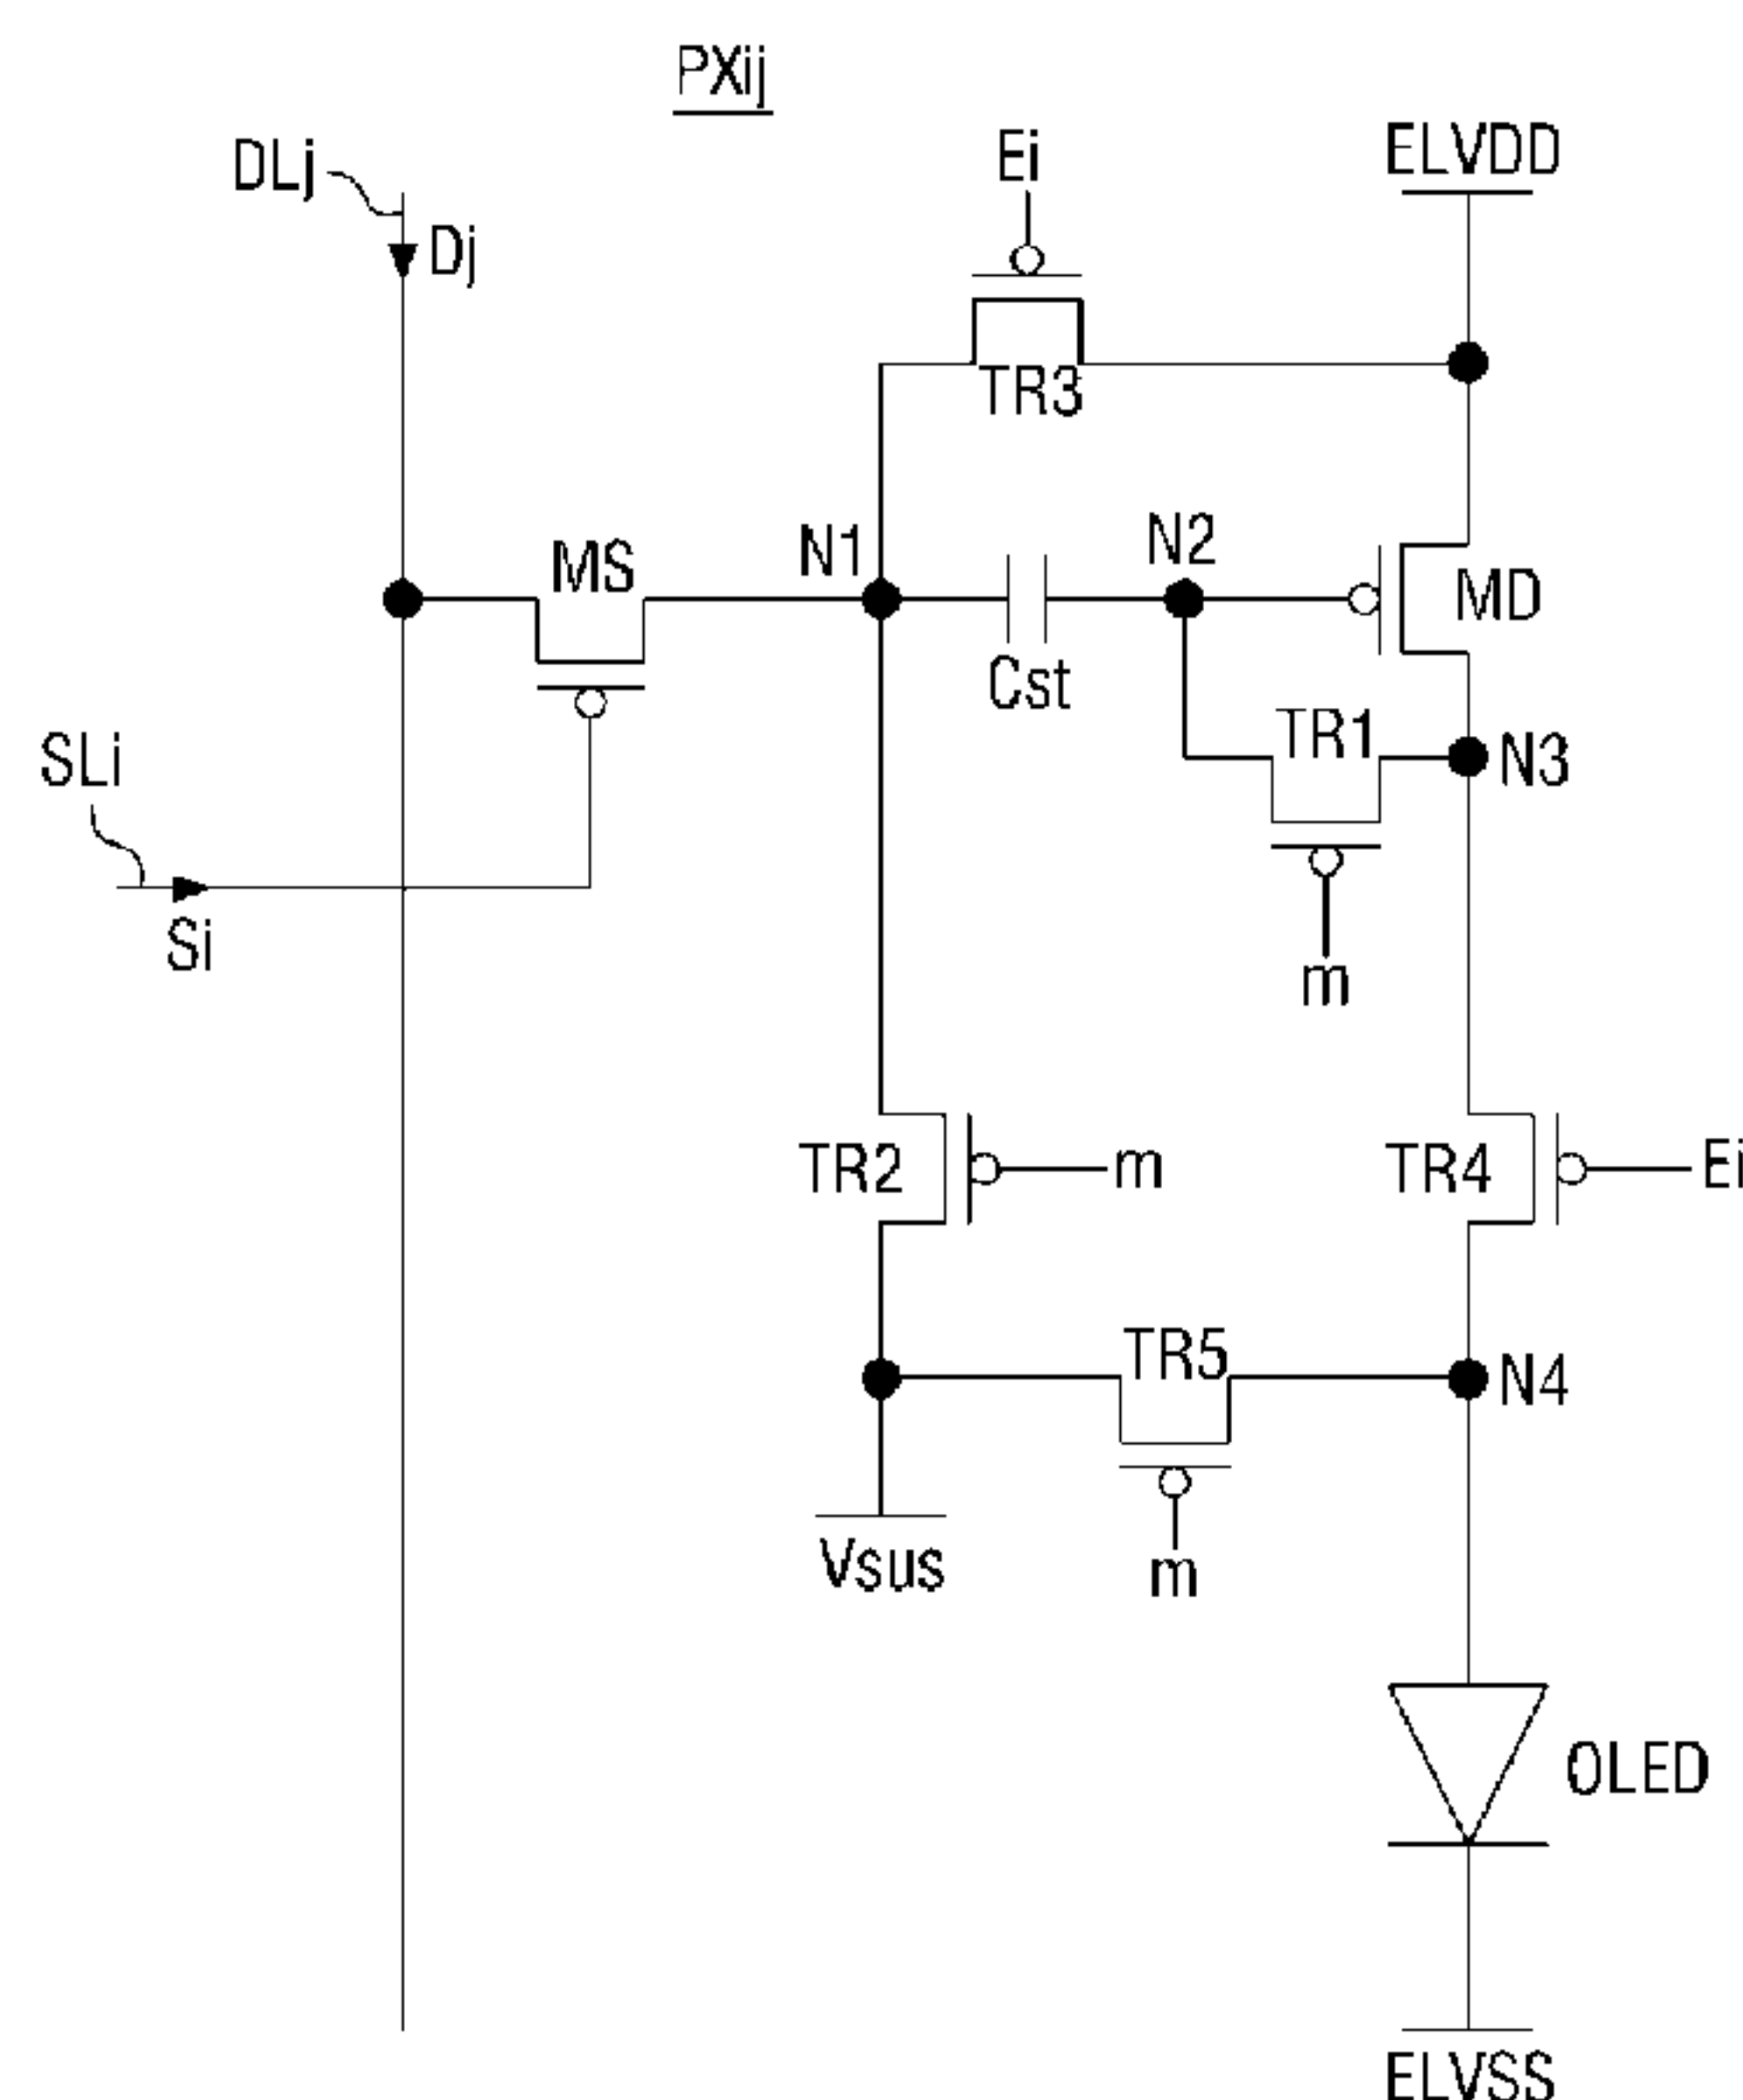 PXij
DLj
Ei
ELVDD
Dj
TR3
MS
N1
N2
MD
Cst
SLi
TR1
N3
Si
m
TR2
m
TR4
Ei
TR5
N4
Vsus
m
OLED
ELVSS